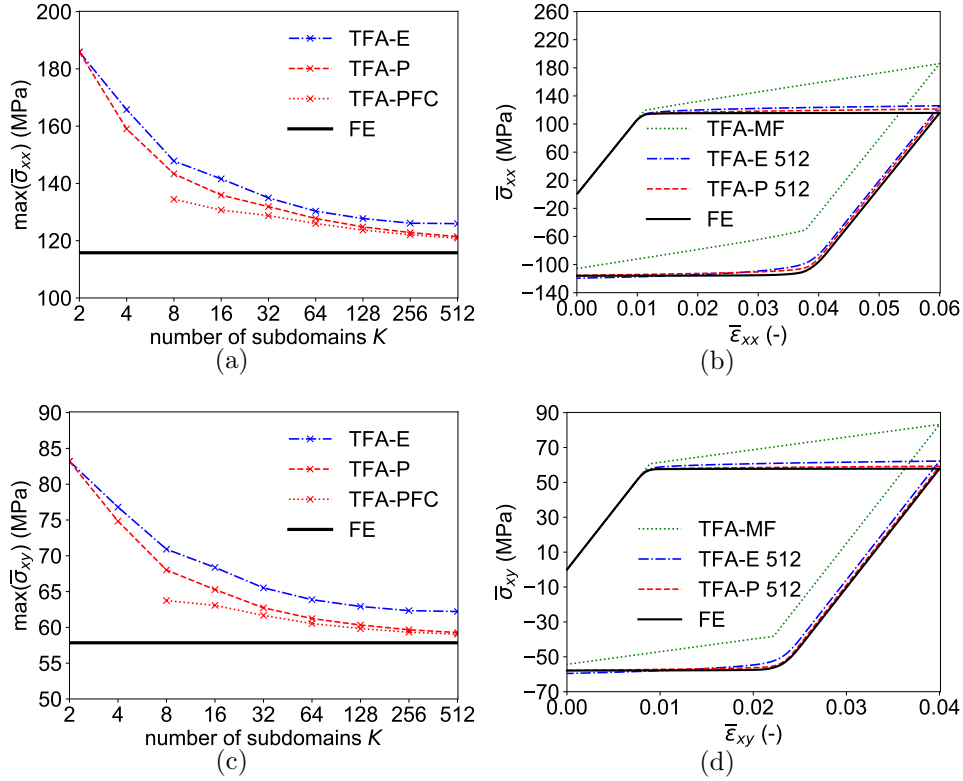 200
180
160
140
120
100
max(σ̅xx) (MPa)
TFA-E
TFA-P
TFA-PFC
FE
2 4 8 16 32 64 128 256 512
number of subdomains K
(a)
260
220
180
140
100
60
20
−20
−60
−100
−140
σ̅xx (MPa)
TFA-MF
TFA-E 512
TFA-P 512
FE
0.00 0.01 0.02 0.03 0.04 0.05 0.06
ε̅xx (-)
(b)
90
85
80
75
70
65
60
55
50
max(σ̅xy) (MPa)
TFA-E
TFA-P
TFA-PFC
FE
2 4 8 16 32 64 128 256 512
number of subdomains K
(c)
90
70
50
30
10
−10
−30
−50
−70
σ̅xy (MPa)
TFA-MF
TFA-E 512
TFA-P 512
FE
0.00 0.01 0.02 0.03 0.04
ε̅xy (-)
(d)